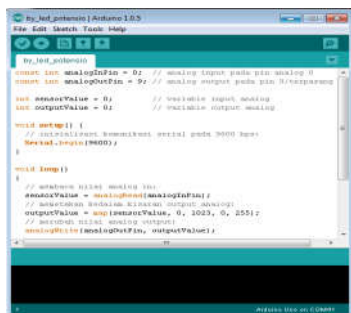 by_led_potensio | Arduino 1.0.5
File Edit Sketch Tools Help
by_led_potensio
const int analogInPin = 0; // analog input pada pin analog 0
const int analogOutPin = 9; // analog output pada pin 9/terpasang
int sensorValue = 0; // variable input analog
int outputValue = 0; // variable output analog
void setup() {
// inisialisasi komunikasi serial pada 9600 bps:
Serial.begin(9600);
}
void loop()
{
// membaca nilai analog in:
sensorValue = analogRead(analogInPin);
// memetakan kedalam kisaran output analog:
outputValue = map(sensorValue, 0, 1023, 0, 255);
// merubah nilai analog output:
analogWrite(analogOutPin, outputValue);
Arduino Uno on